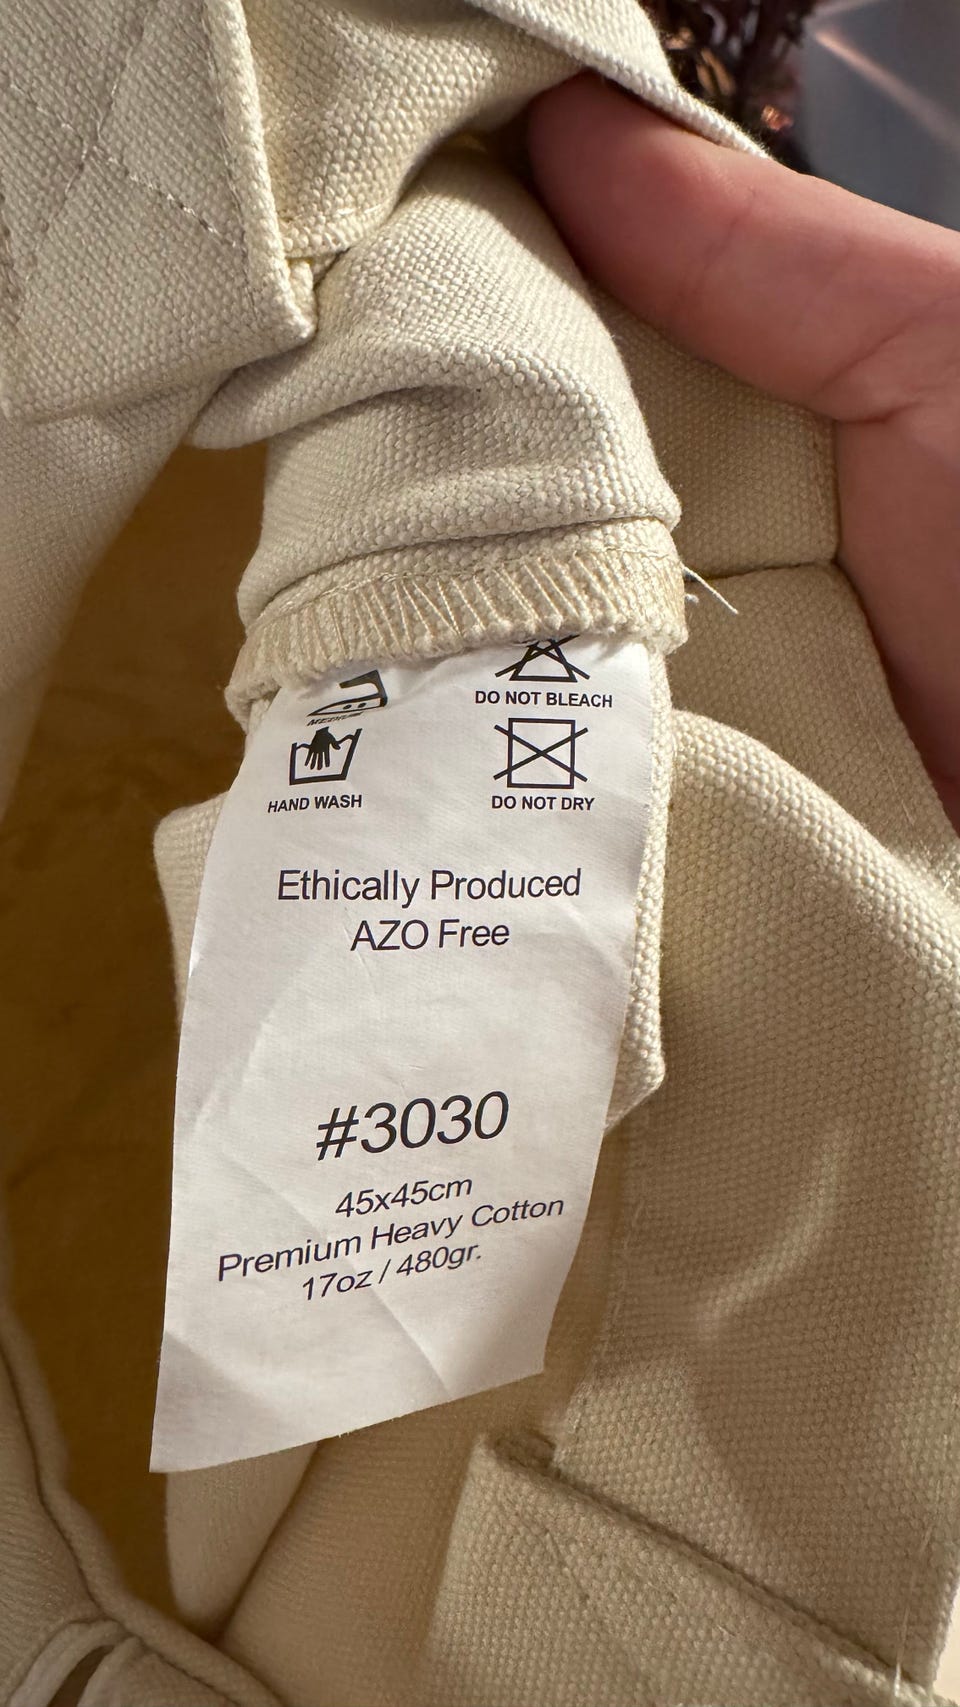 DO NOT BLEACH
MEDIUM
HAND WASH
DO NOT DRY
Ethically Produced
AZO Free
#3030
45x45cm
Premium Heavy Cotton
17oz / 480gr.